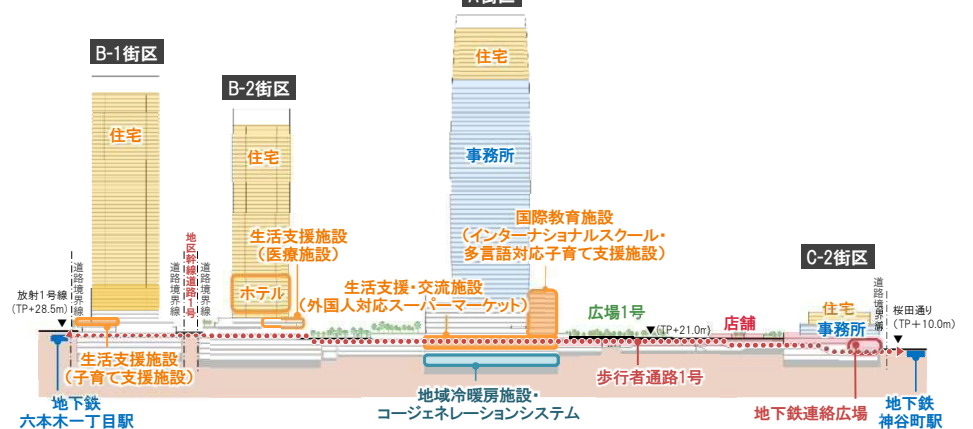 A街区
B-1街区
住宅
B-2街区
住宅
住宅
事務所
国際教育施設
(インターナショナルスクール・
多言語対応子育て支援施設)
C-2街区
生活支援施設
(医療施設)
ホテル
生活支援・交流施設
(外国人対応スーパーマーケット)
広場1号
▼(TP+21.0m)
店舗
住宅
事務所
放射1号線
(TP+28.5m)
道路境界線
道路境界線
地区幹線道路1号
道路境界線
道路境界線
桜田通り
(TP+10.0m)
生活支援施設
(子育て支援施設)
歩行者通路1号
地域冷暖房施設・
コージェネレーションシステム
地下鉄連絡広場
地下鉄
六本木一丁目駅
地下鉄
神谷町駅